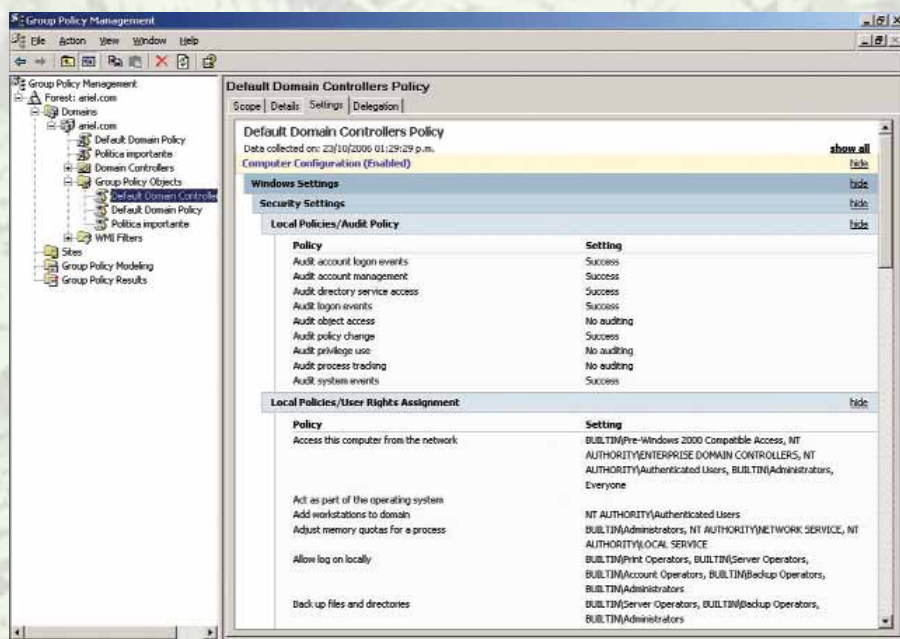 Group Policy Management
File Action View Window Help
Group Policy Management
Forest: ariel.com
Domains
ariel.com
Default Domain Policy
Politica importante
Domain Controllers
Group Policy Objects
Default Domain Controlle
Default Domain Policy
Politica importante
WMI Filters
Sites
Group Policy Modeling
Group Policy Results
Default Domain Controllers Policy
Scope Details Settings Delegation
Default Domain Controllers Policy
Data collected on: 23/10/2006 01:29:29 p.m. show all
Computer Configuration (Enabled) hide
Windows Settings hide
Security Settings hide
Local Policies/Audit Policy hide
Policy Setting
Audit account logon events Success
Audit account management Success
Audit directory service access Success
Audit logon events Success
Audit object access No auditing
Audit policy change Success
Audit privilege use No auditing
Audit process tracking No auditing
Audit system events Success
Local Policies/User Rights Assignment hide
Policy Setting
Access this computer from the network BUILTIN\Pre-Windows 2000 Compatible Access, NT
AUTHORITY\ENTERPRISE DOMAIN CONTROLLERS, NT
AUTHORITY\Authenticated Users, BUILTIN\Administrators,
Everyone
Act as part of the operating system
Add workstations to domain NT AUTHORITY\Authenticated Users
Adjust memory quotas for a process BUILTIN\Administrators, NT AUTHORITY\NETWORK SERVICE, NT
AUTHORITY\LOCAL SERVICE
Allow log on locally BUILTIN\Print Operators, BUILTIN\Server Operators,
BUILTIN\Account Operators, BUILTIN\Backup Operators,
BUILTIN\Administrators
Back up files and directories BUILTIN\Server Operators, BUILTIN\Backup Operators,
BUILTIN\Administrators